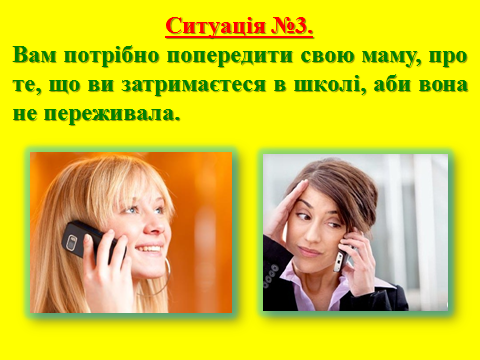 Ситуація №3.
Вам потрібно попередити свою маму, про
те, що ви затримаєтеся в школі, аби вона
не переживала.